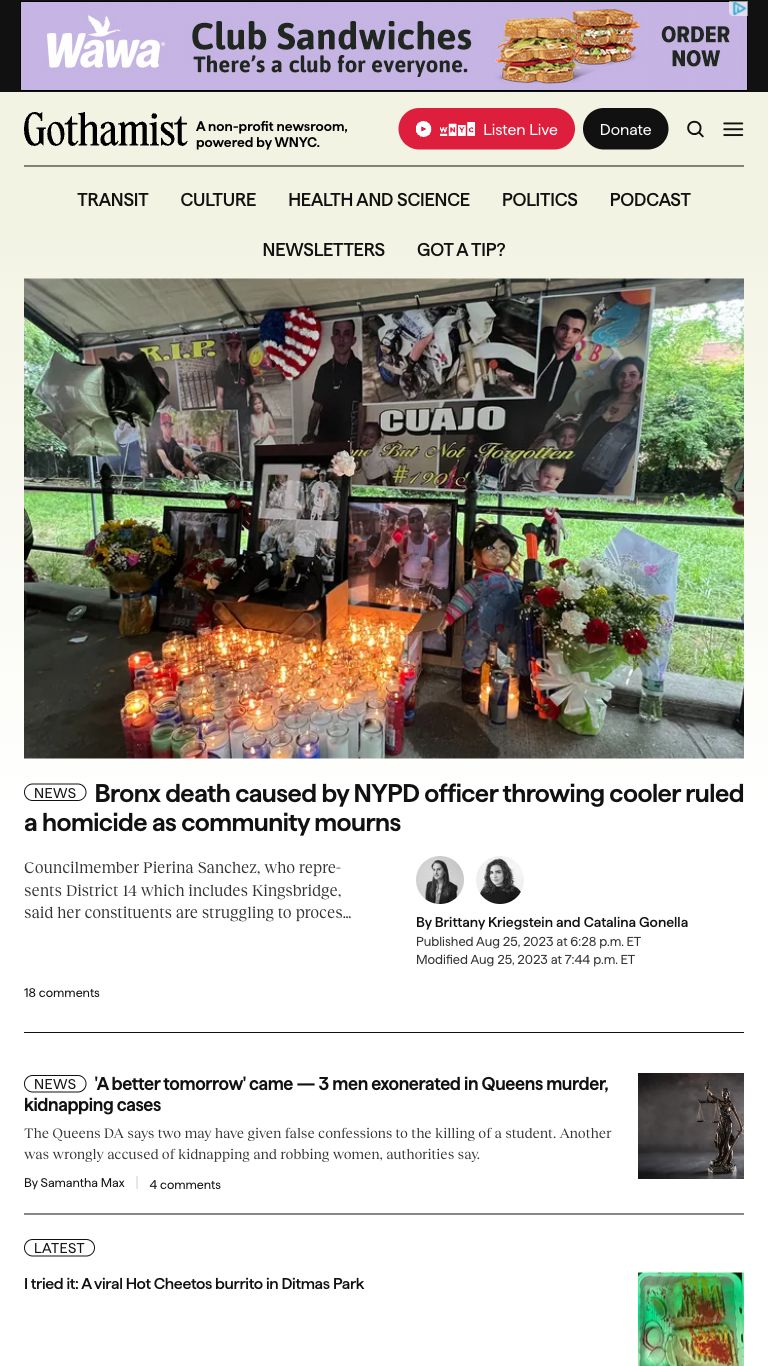 Wawa
Club Sandwiches
There's a club for everyone.
ORDER
NOW
Gothamist
A non-profit newsroom,
powered by WNYC.
WNYC Listen Live
Donate
TRANSIT CULTURE HEALTH AND SCIENCE POLITICS PODCAST
NEWSLETTERS GOT A TIP?
R.I.P.
CUAJO
ne But Not Forgotten
#190's
NEWS Bronx death caused by NYPD officer throwing cooler ruled
a homicide as community mourns
Councilmember Pierina Sanchez, who repre-
sents District 14 which includes Kingsbridge,
said her constituents are struggling to proces...
By Brittany Kriegstein and Catalina Gonella
Published Aug 25, 2023 at 6:28 p.m. ET
Modified Aug 25, 2023 at 7:44 p.m. ET
18 comments
NEWS 'A better tomorrow' came — 3 men exonerated in Queens murder,
kidnapping cases
The Queens DA says two may have given false confessions to the killing of a student. Another
was wrongly accused of kidnapping and robbing women, authorities say.
By Samantha Max 4 comments
LATEST
I tried it: A viral Hot Cheetos burrito in Ditmas Park